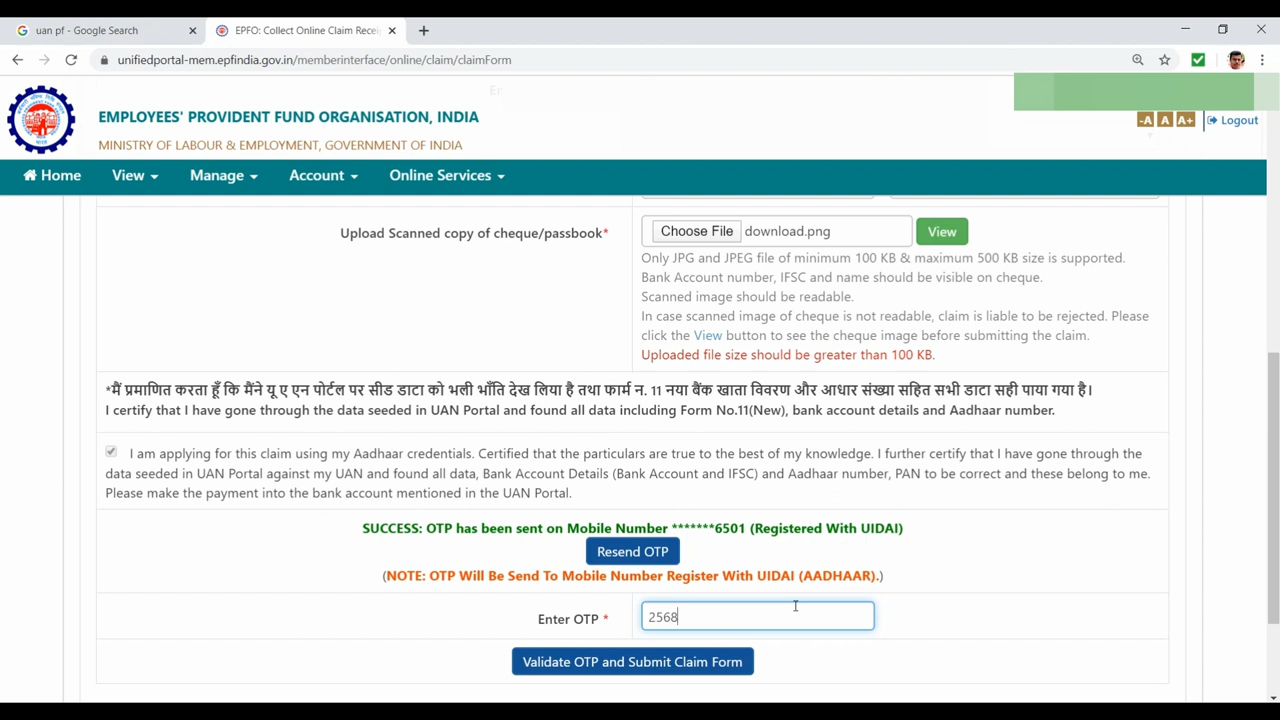 uan pf - Google Search
EPFO: Collect Online Claim Recei
unifiedportal-mem.epfindia.gov.in/memberinterface/online/claim/claimForm
En
EMPLOYEES' PROVIDENT FUND ORGANISATION, INDIA
MINISTRY OF LABOUR & EMPLOYMENT, GOVERNMENT OF INDIA
-A A A+ Logout
Home View Manage Account Online Services
Upload Scanned copy of cheque/passbook* Choose File download.png View
Only JPG and JPEG file of minimum 100 KB & maximum 500 KB size is supported.
Bank Account number, IFSC and name should be visible on cheque.
Scanned image should be readable.
In case scanned image of cheque is not readable, claim is liable to be rejected. Please
click the View button to see the cheque image before submitting the claim.
Uploaded file size should be greater than 100 KB.
*मैं प्रमाणित करता हूँ कि मैंने यू ए एन पोर्टल पर सीड डाटा को भली भाँति देख लिया है तथा फार्म न. 11 नया बैंक खाता विवरण और आधार संख्या सहित सभी डाटा सही पाया गया है।
I certify that I have gone through the data seeded in UAN Portal and found all data including Form No.11(New), bank account details and Aadhaar number.
I am applying for this claim using my Aadhaar credentials. Certified that the particulars are true to the best of my knowledge. I further certify that I have gone through the
data seeded in UAN Portal against my UAN and found all data, Bank Account Details (Bank Account and IFSC) and Aadhaar number, PAN to be correct and these belong to me.
Please make the payment into the bank account mentioned in the UAN Portal.
SUCCESS: OTP has been sent on Mobile Number *******6501 (Registered With UIDAI)
Resend OTP
(NOTE: OTP Will Be Send To Mobile Number Register With UIDAI (AADHAAR).)
Enter OTP * 2568
Validate OTP and Submit Claim Form